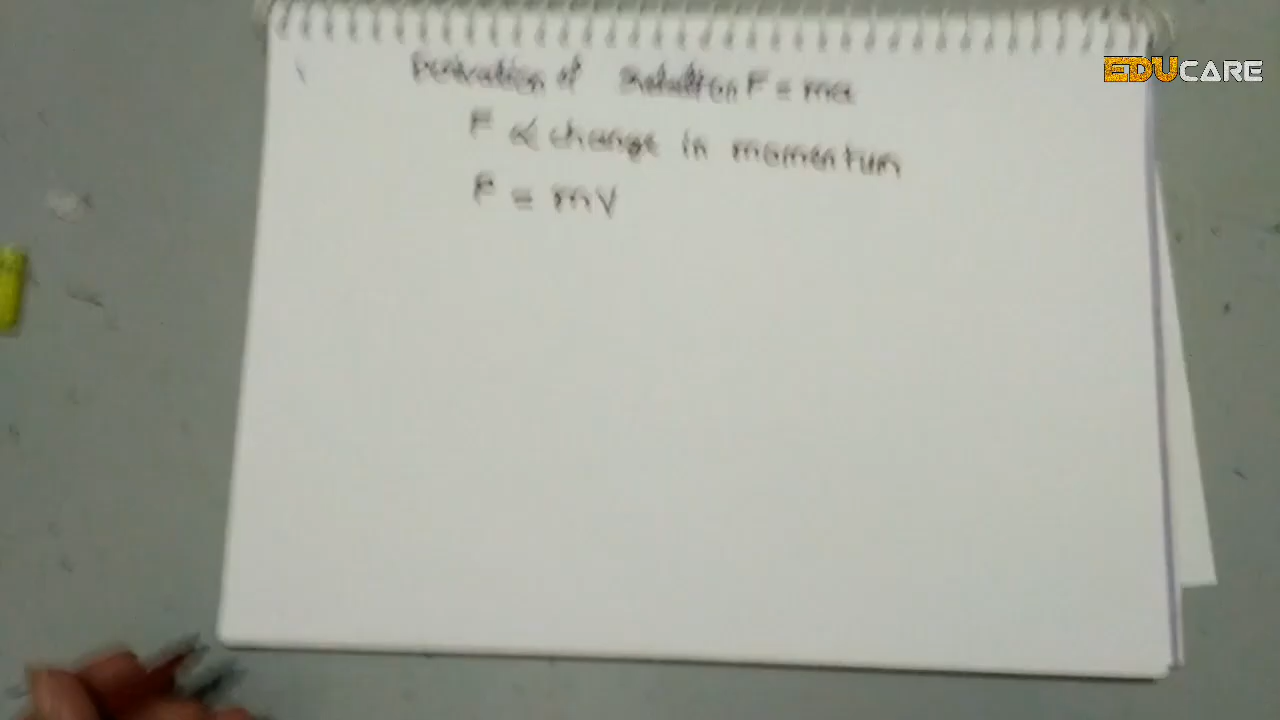 EDUCARE
Derivation of F = ma
F ∝ change in momentum
F = mv